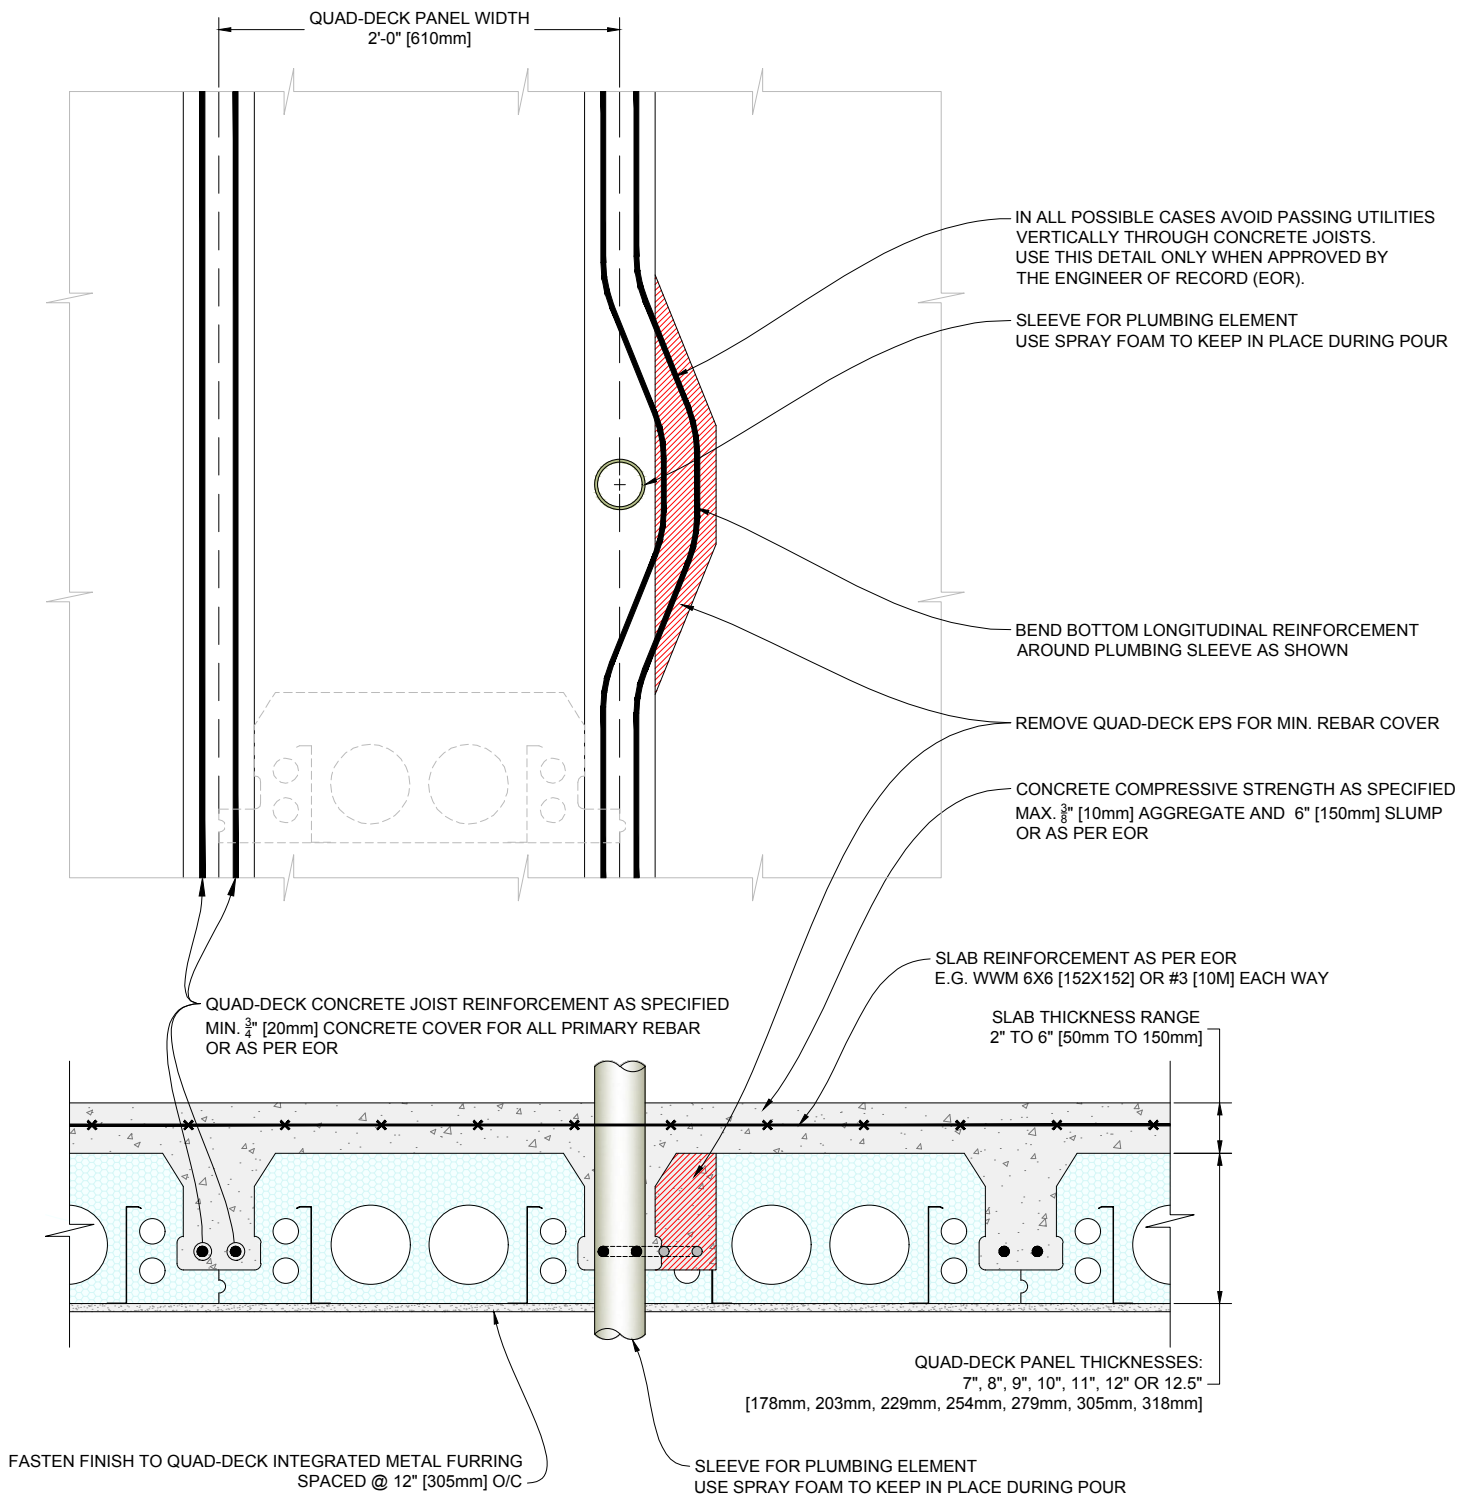 QUAD-DECK PANEL WIDTH
2'-0" [610mm]
IN ALL POSSIBLE CASES AVOID PASSING UTILITIES
VERTICALLY THROUGH CONCRETE JOISTS.
USE THIS DETAIL ONLY WHEN APPROVED BY
THE ENGINEER OF RECORD (EOR).
SLEEVE FOR PLUMBING ELEMENT
USE SPRAY FOAM TO KEEP IN PLACE DURING POUR
BEND BOTTOM LONGITUDINAL REINFORCEMENT
AROUND PLUMBING SLEEVE AS SHOWN
REMOVE QUAD-DECK EPS FOR MIN. REBAR COVER
CONCRETE COMPRESSIVE STRENGTH AS SPECIFIED
MAX. 3/8" [10mm] AGGREGATE AND 6" [150mm] SLUMP
OR AS PER EOR
SLAB REINFORCEMENT AS PER EOR
E.G. WWM 6X6 [152X152] OR #3 [10M] EACH WAY
QUAD-DECK CONCRETE JOIST REINFORCEMENT AS SPECIFIED
MIN. 3/4" [20mm] CONCRETE COVER FOR ALL PRIMARY REBAR
OR AS PER EOR
SLAB THICKNESS RANGE
2" TO 6" [50mm TO 150mm]
QUAD-DECK PANEL THICKNESSES:
7", 8", 9", 10", 11", 12" OR 12.5"
[178mm, 203mm, 229mm, 254mm, 279mm, 305mm, 318mm]
FASTEN FINISH TO QUAD-DECK INTEGRATED METAL FURRING
SPACED @ 12" [305mm] O/C
SLEEVE FOR PLUMBING ELEMENT
USE SPRAY FOAM TO KEEP IN PLACE DURING POUR